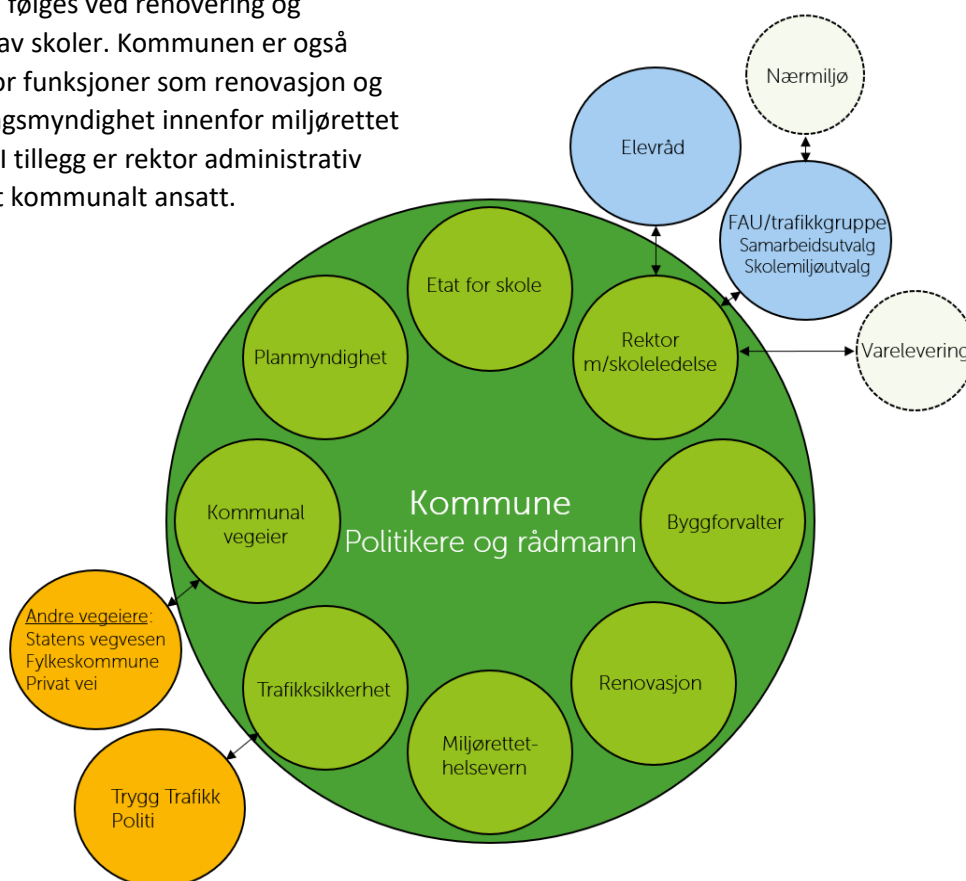 følges ved renovering og
av skoler. Kommunen er også
or funksjoner som renovasjon og
gsmyndighet innenfor miljørettet
I tillegg er rektor administrativ
t kommunalt ansatt.
Nærmiljø
Elevråd
FAU/trafikkgruppe
Samarbeidsutvalg
Skolemiljøutvalg
Etat for skole
Rektor
m/skoleledelse
Varelevering
Planmyndighet
Kommune
Politikere og rådmann
Kommunal
vegeier
Byggforvalter
Andre vegeiere:
Statens vegvesen
Fylkeskommune
Privat vei
Trafikksikkerhet
Renovasjon
Miljørettet-
helsevern
Trygg Trafikk
Politi